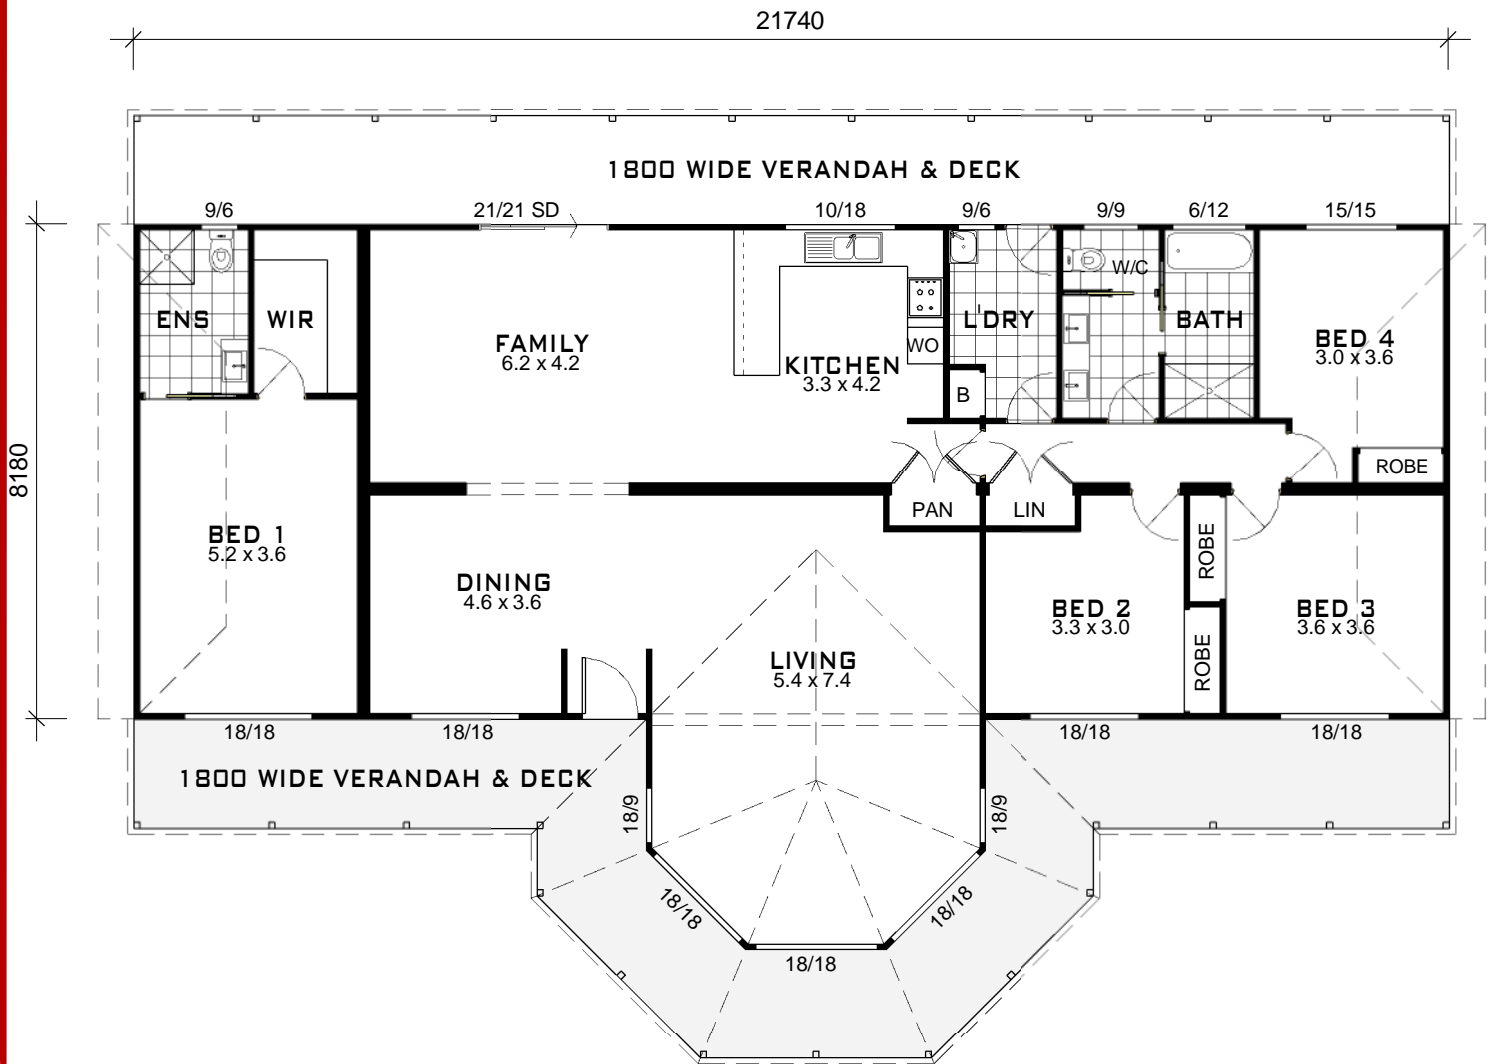 21740
1800 WIDE VERANDAH & DECK
9/6
21/21 SD
10/18
9/6
9/9
6/12
15/15
W/C
ENS
WIR
L'DRY
BATH
FAMILY
6.2 x 4.2
WO
KITCHEN
3.3 x 4.2
BED 4
3.0 x 3.6
B
8180
ROBE
PAN
LIN
BED 1
5.2 x 3.6
ROBE
DINING
4.6 x 3.6
BED 2
3.3 x 3.0
BED 3
3.6 x 3.6
ROBE
LIVING
5.4 x 7.4
18/18
18/18
18/18
18/18
1800 WIDE VERANDAH & DECK
18/9
18/9
18/18
18/18
18/18